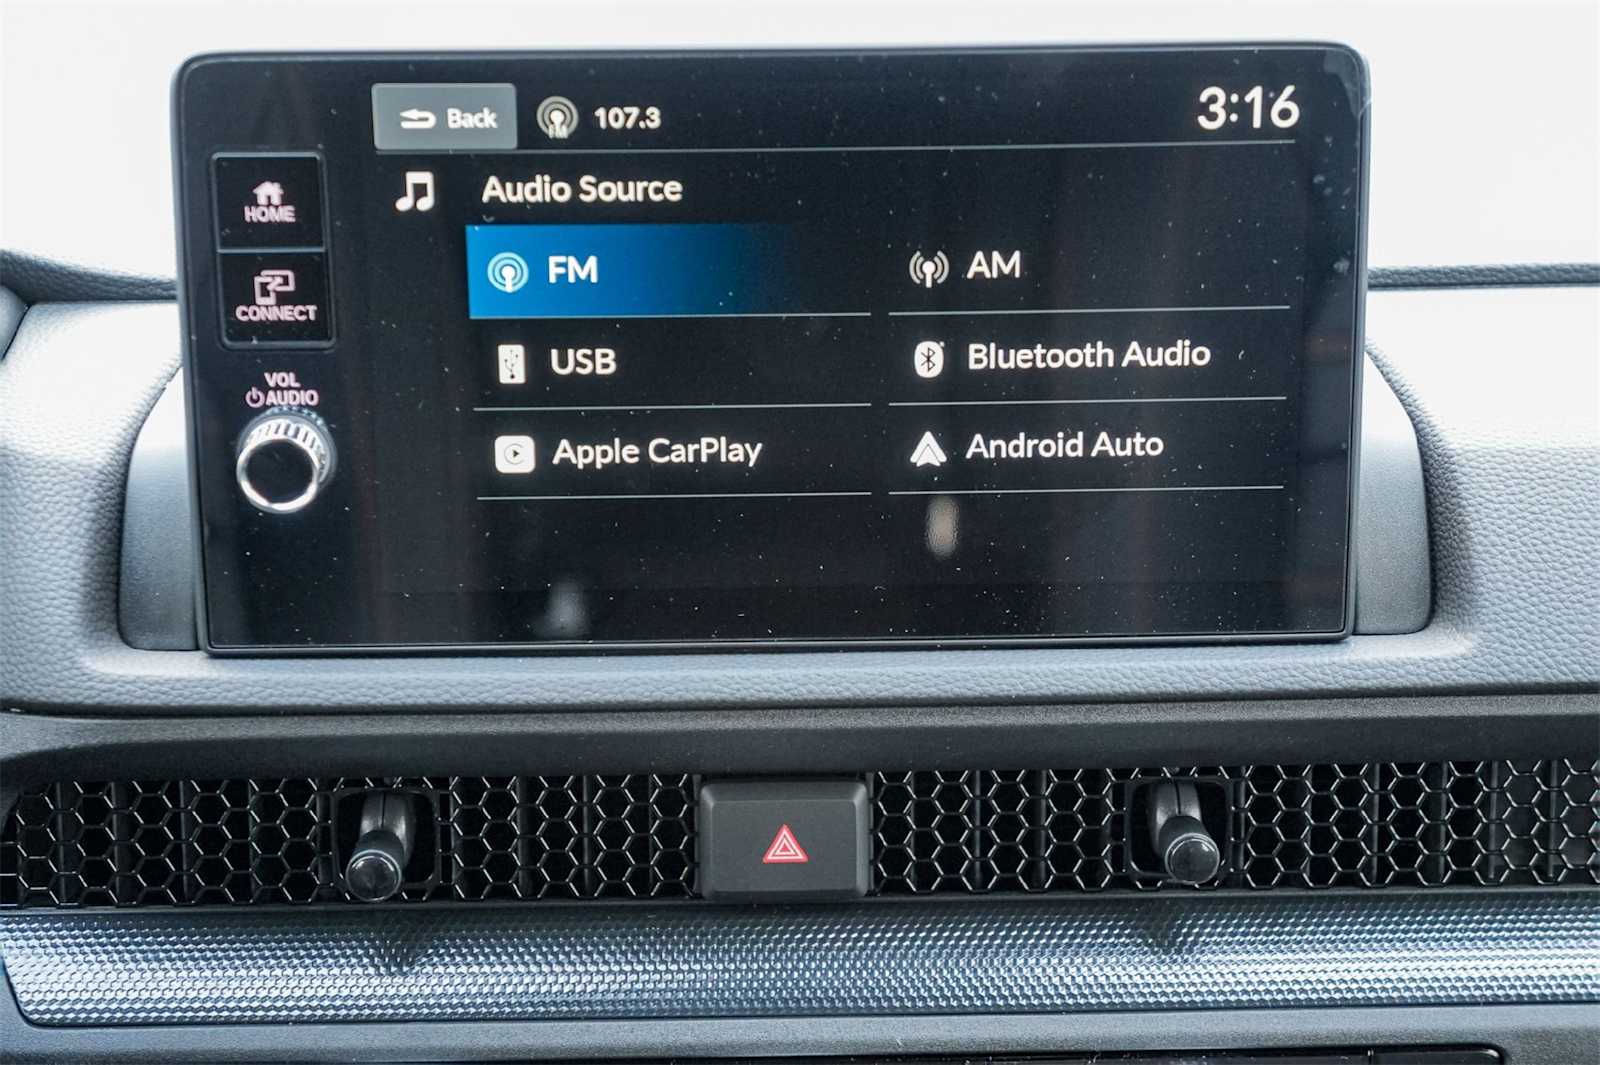 Back
FM 107.3
3:16
HOME
CONNECT
VOL
AUDIO
Audio Source
FM
AM
USB
Bluetooth Audio
Apple CarPlay
Android Auto